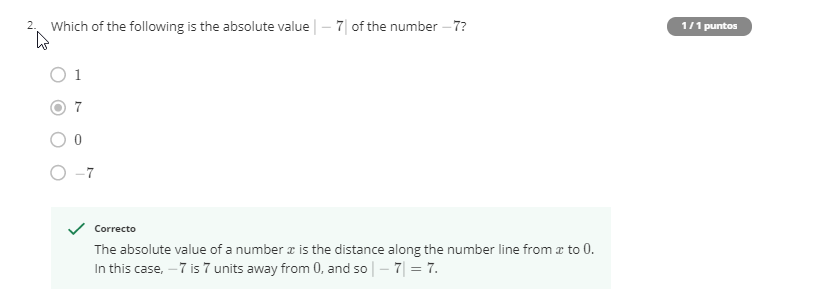 2. Which of the following is the absolute value | − 7| of the number −7?
1 / 1 puntos
1
7
0
−7
Correcto
The absolute value of a number x is the distance along the number line from x to 0.
In this case, −7 is 7 units away from 0, and so | − 7| = 7.